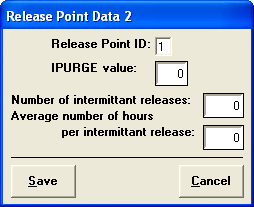 Release Point Data 2
Release Point ID: 1
IPURGE value: 0
Number of intermittant releases: 0
Average number of hours
per intermittant release: 0
Save Cancel